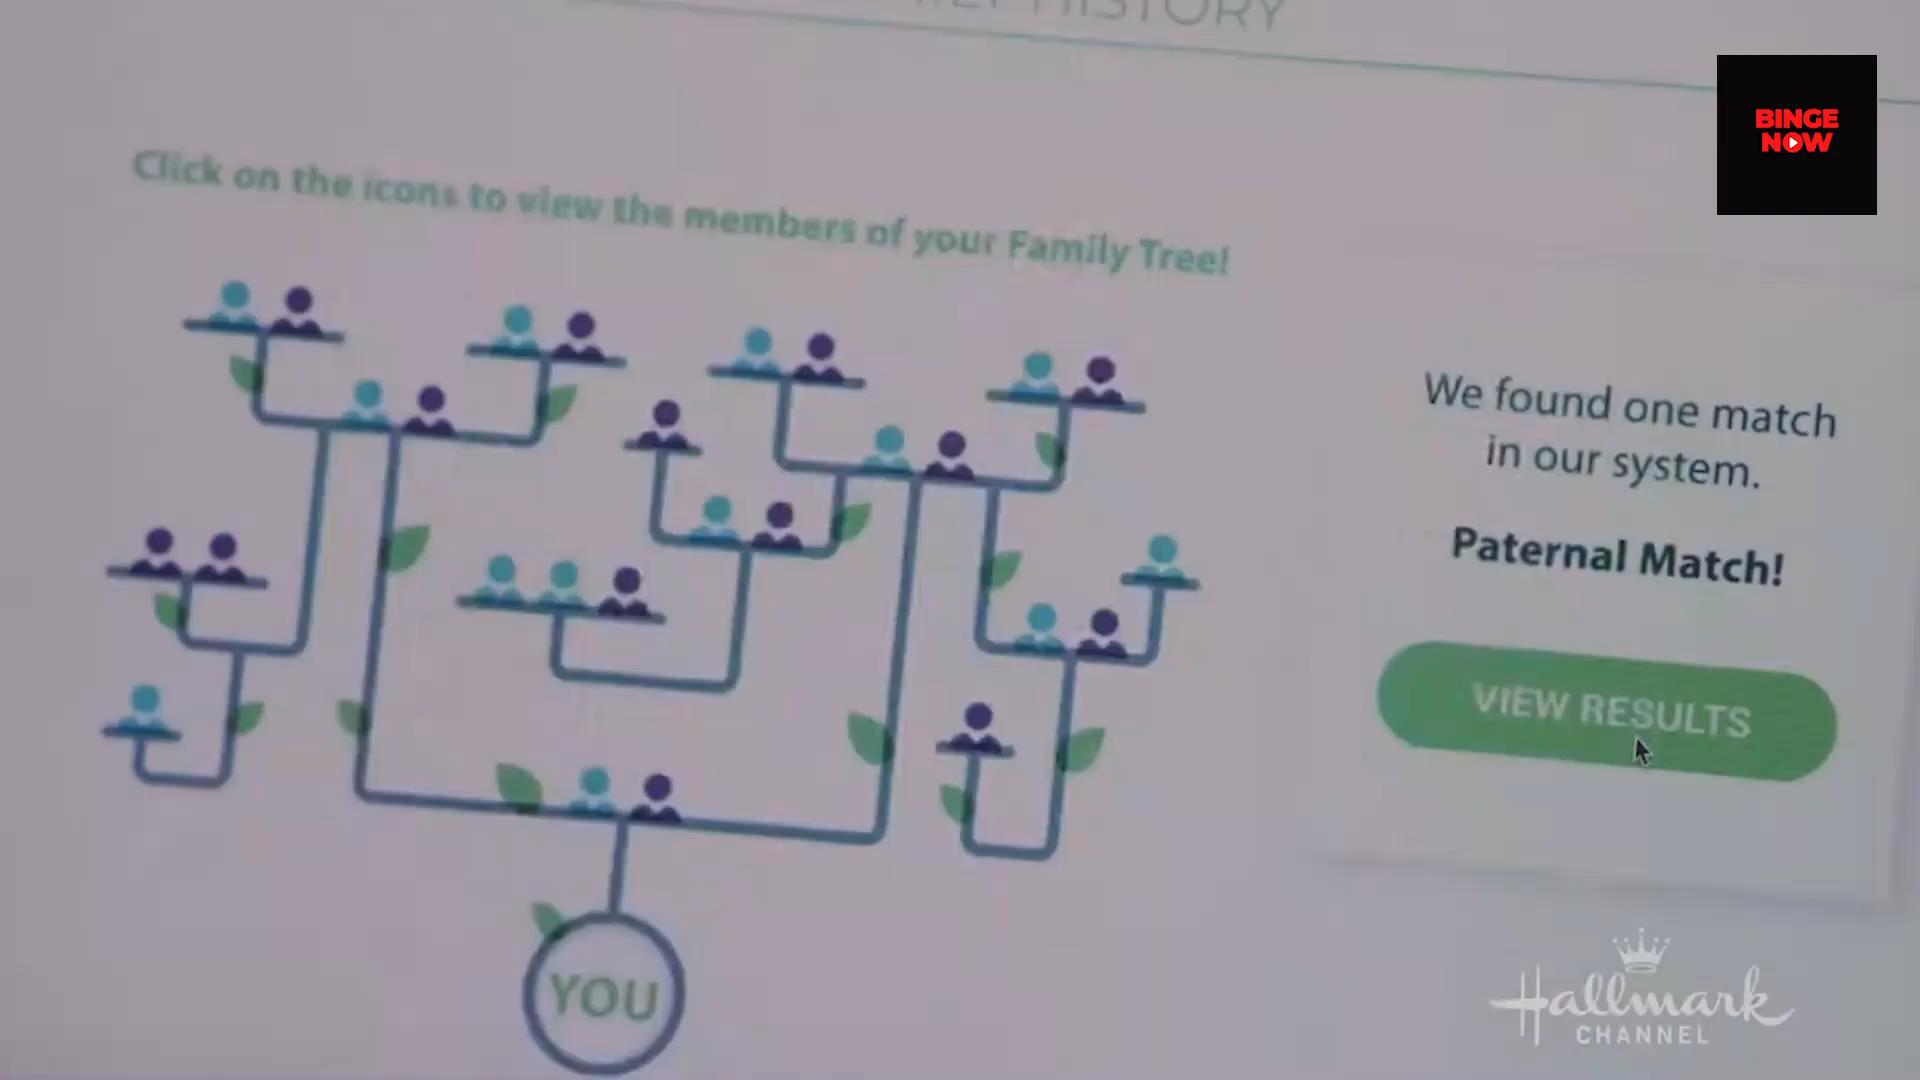 HISTORY
BINGE
NOW
Click on the icons to view the members of your Family Tree!
We found one match
in our system.
Paternal Match!
VIEW RESULTS
YOU
Hallmark
CHANNEL